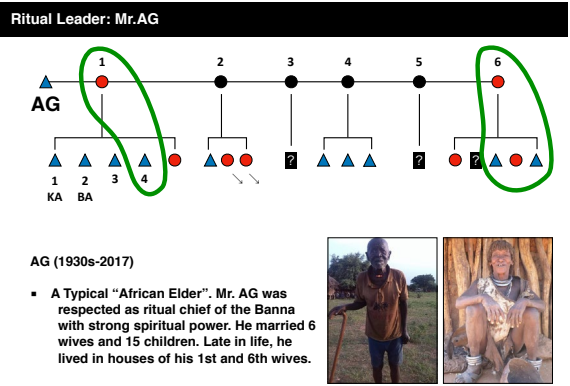 Ritual Leader: Mr.AG
1 2 3 4 5 6
AG
? ? ?
1 2 3 4
KA BA
AG (1930s-2017)
▪ A Typical “African Elder”. Mr. AG was
respected as ritual chief of the Banna
with strong spiritual power. He married 6
wives and 15 children. Late in life, he
lived in houses of his 1st and 6th wives.